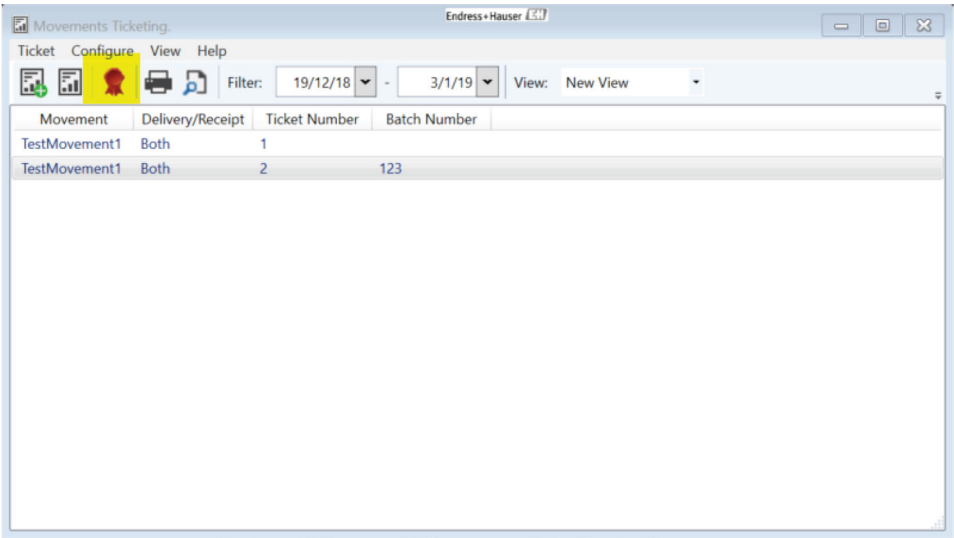 Endress+Hauser EH
Movements Ticketing.
Ticket Configure View Help
Filter: 19/12/18 - 3/1/19 View: New View
Movement Delivery/Receipt Ticket Number Batch Number
TestMovement1 Both 1
TestMovement1 Both 2 123